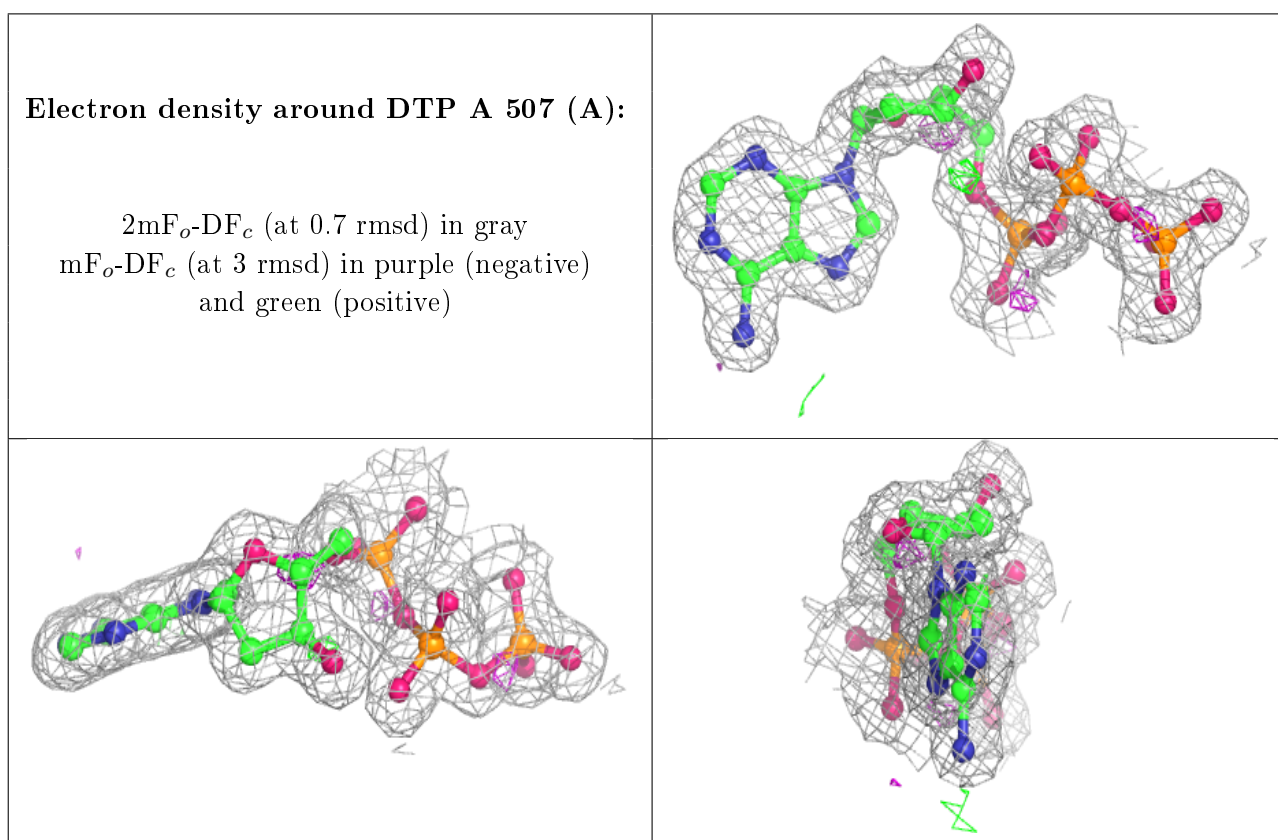 Electron density around DTP A 507 (A):
2mFo-DFc (at 0.7 rmsd) in gray
mFo-DFc (at 3 rmsd) in purple (negative)
and green (positive)